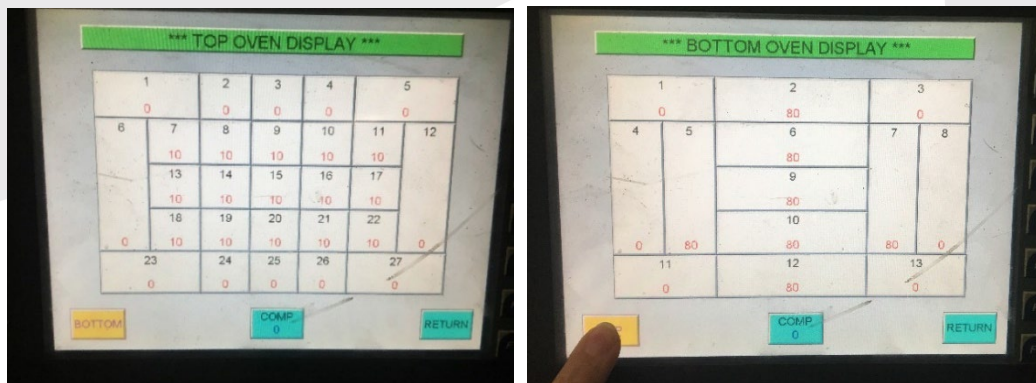 *** TOP OVEN DISPLAY ***
1 2 3 4 5
0 0 0 0 0
6 7 8 9 10 11 12
10 10 10 10 10
13 14 15 16 17
10 10 10 10 10
18 19 20 21 22
0 10 10 10 10 10 0
23 24 25 26 27
0 0 0 0 0
BOTTOM COMP RETURN
0
*** BOTTOM OVEN DISPLAY ***
1 2 3
0 80 0
4 5 6 7 8
80
9
80
10
0 80 80 80 0
11 12 13
0 80 0
COMP RETURN
0